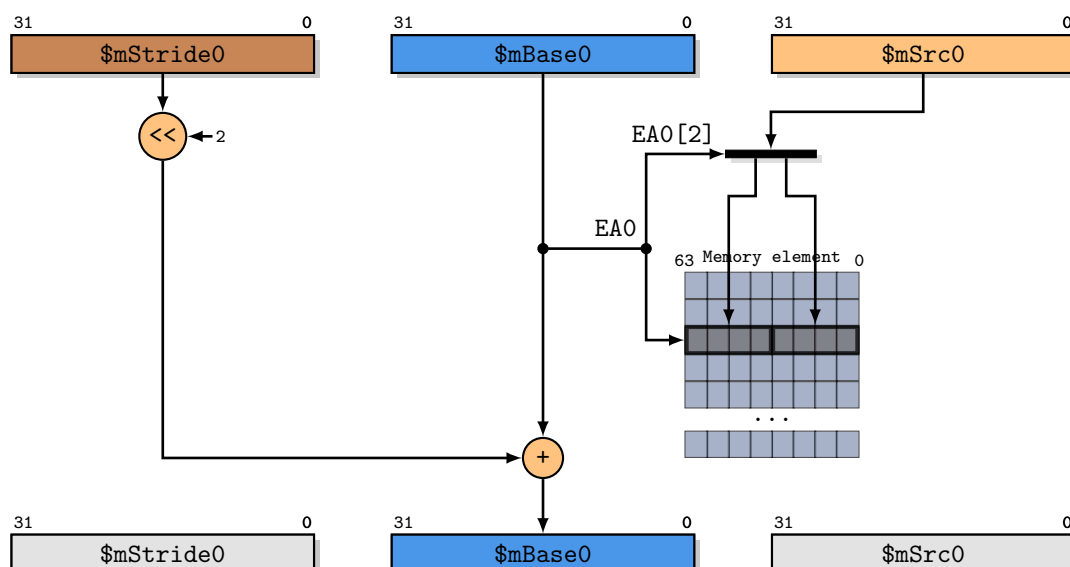 31 0 31 0 31 0
$mStride0 $mBase0 $mSrc0
<< 2
EA0[2]
EA0
63 Memory element 0
...
+
31 0 31 0 31 0
$mStride0 $mBase0 $mSrc0